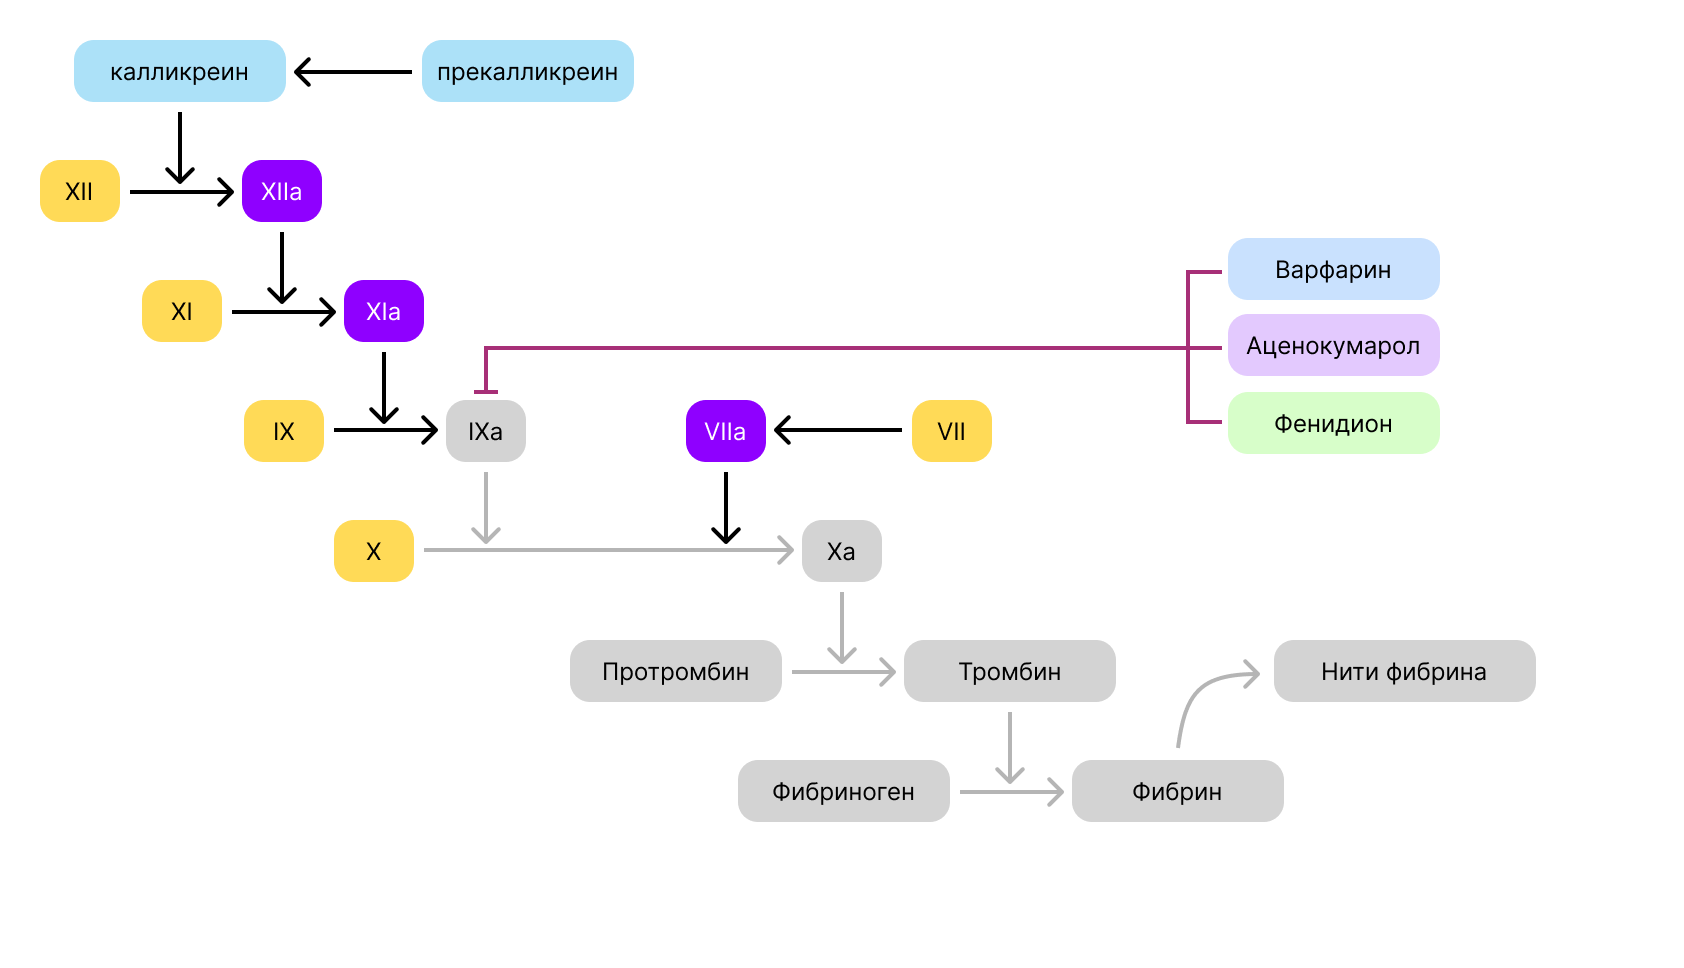 калликреин
прекалликреин
XII
XIIa
XI
XIa
Варфарин
Аценокумарол
Фенидион
IX
IXa
VIIa
VII
X
Xa
Протромбин
Тромбин
Нити фибрина
Фибриноген
Фибрин